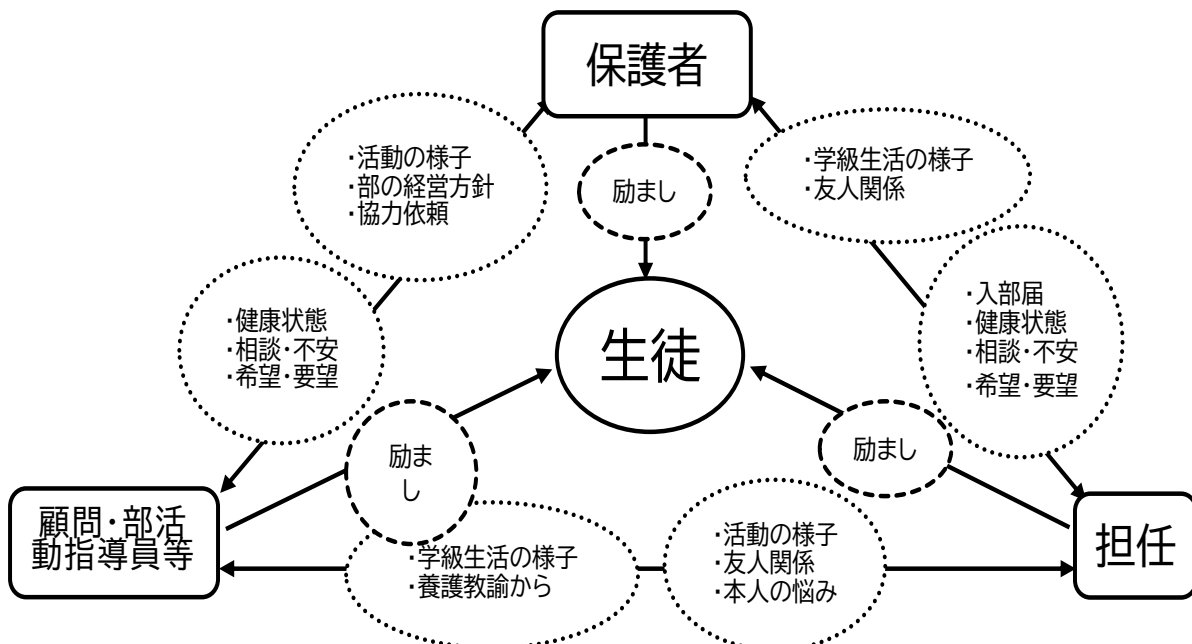 保護者
・活動の様子
・部の経営方針
・協力依頼
励まし
・学級生活の様子
・友人関係
・健康状態
・相談・不安
・希望・要望
生徒
・入部届
・健康状態
・相談・不安
・希望・要望
励ま
し
励まし
顧問・部活
動指導員等
・学級生活の様子
・養護教諭から
・活動の様子
・友人関係
・本人の悩み
担任